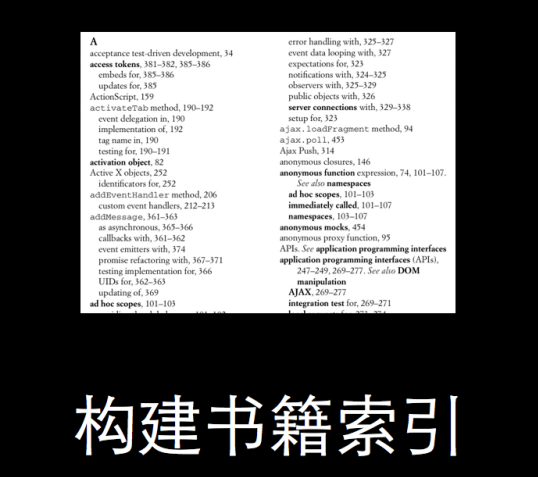 A
acceptance test-driven development, 34
access tokens, 381–382, 385–386
embeds for, 385–386
updates for, 385
ActionScript, 159
activateTab method, 190–192
event delegation in, 190
implementation of, 192
tag name in, 190
testing for, 190–191
activation object, 82
Active X objects, 252
identificators for, 252
addEventHandler method, 206
custom event handlers, 212–213
addMessage, 361–363
as asynchronous, 365–366
callbacks with, 361–362
event emitters with, 374
promise refactoring with, 367–371
testing implementation for, 366
UIDs for, 362–363
updating of, 369
ad hoc scopes, 101–103
error handling with, 325–327
event data looping with, 327
expectations for, 323
notifications with, 324–325
observers with, 325–329
public objects with, 326
server connections with, 329–338
setup for, 323
ajax.loadFragment method, 94
ajax.poll, 453
Ajax Push, 314
anonymous closures, 146
anonymous function expression, 74, 101–107.
See also namespaces
ad hoc scopes, 101–103
immediately called, 101–107
namespaces, 103–107
anonymous mocks, 454
anonymous proxy function, 95
APIs. See application programming interfaces
application programming interfaces (APIs),
247–249, 269–277. See also DOM
manipulation
AJAX, 269–277
integration test for, 269–271
构建书籍索引